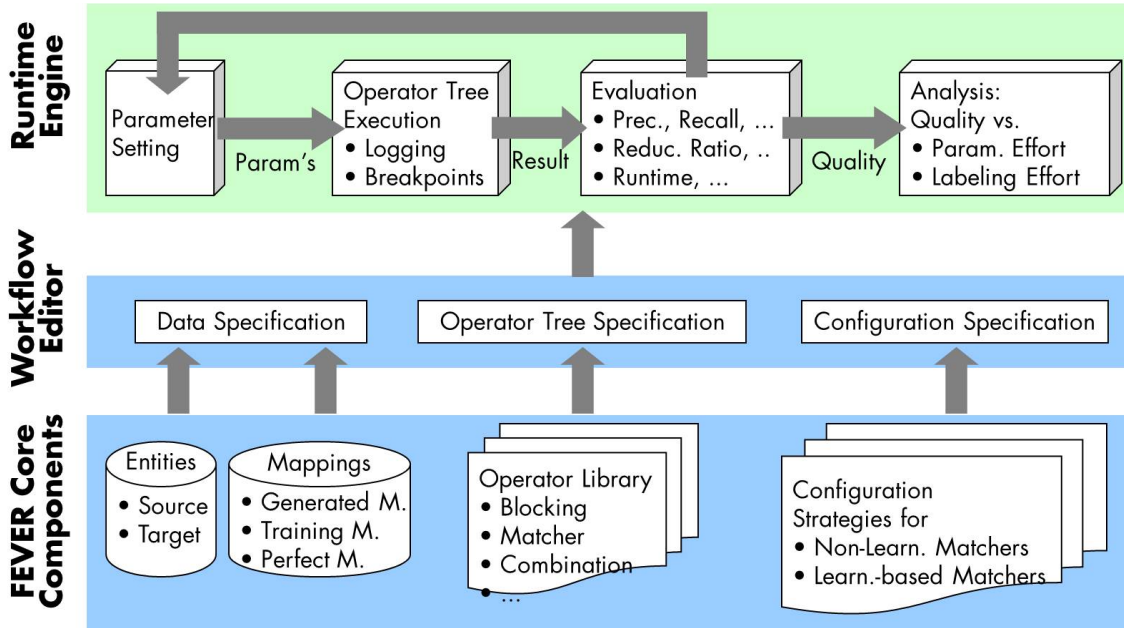 Runtime
Engine
Parameter
Setting
Param's
Operator Tree
Execution
• Logging
• Breakpoints
Result
Evaluation
• Prec., Recall, ...
• Reduc. Ratio, ..
• Runtime, ...
Quality
Analysis:
Quality vs.
• Param. Effort
• Labeling Effort
Workflow
Editor
Data Specification
Operator Tree Specification
Configuration Specification
FEVER Core
Components
Entities
• Source
• Target
Mappings
• Generated M.
• Training M.
• Perfect M.
Operator Library
• Blocking
• Matcher
• Combination
• ...
Configuration
Strategies for
• Non-Learn. Matchers
• Learn.-based Matchers